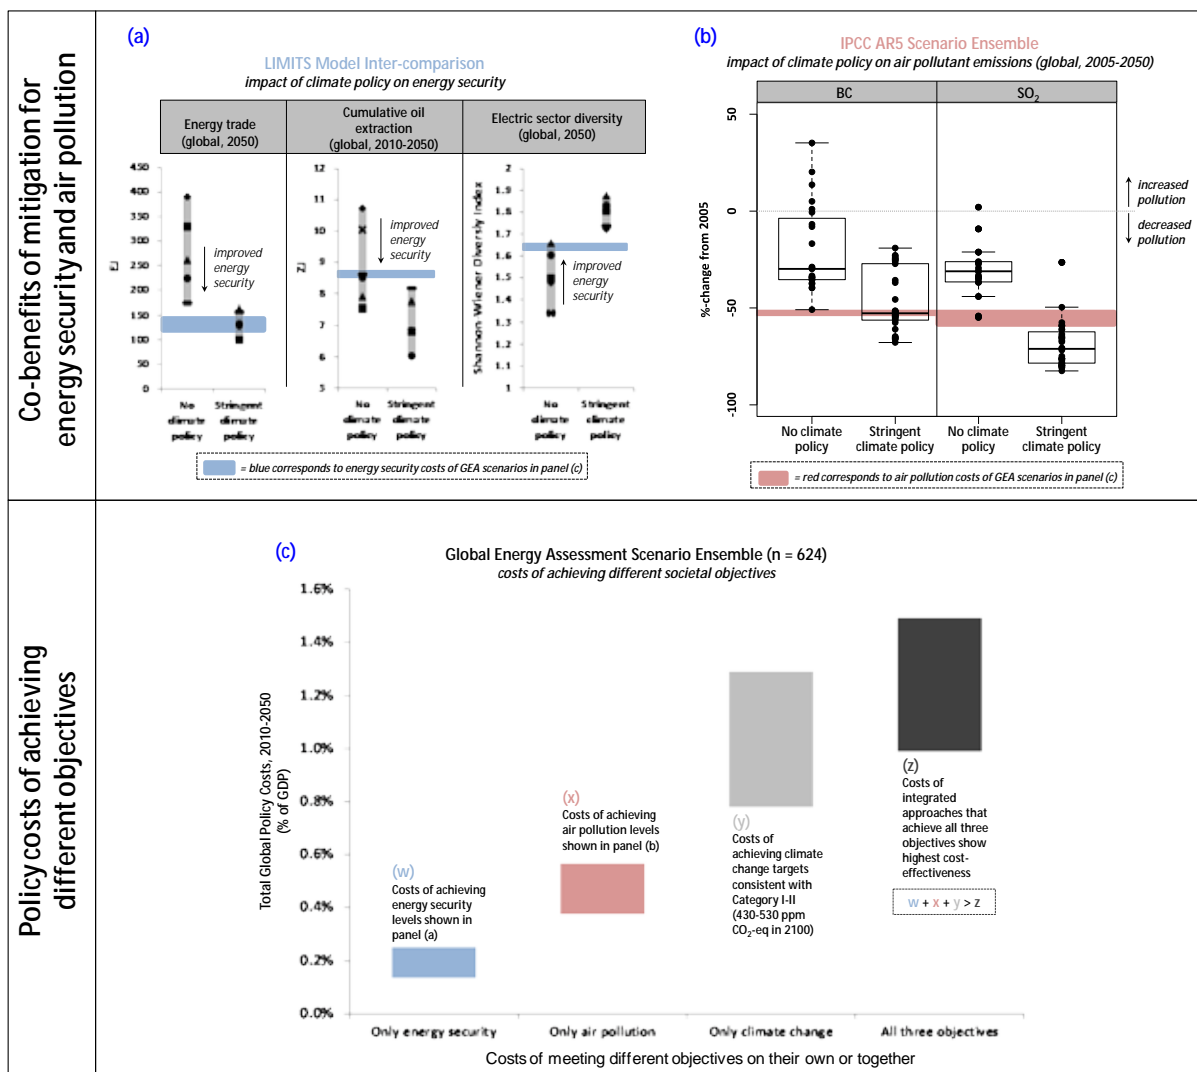 Co-benefits of mitigation for
energy security and air pollution
(a)
LIMITS Model Inter-comparison
impact of climate policy on energy security
Energy trade
(global, 2050)
Cumulative oil
extraction
(global, 2010-2050)
Electric sector diversity
(global, 2050)
EJ
450
400
350
300
250
200
150
100
50
0
improved
energy
security
No
climate
policy
Stringent
climate
policy
ZJ
12
11
10
9
8
7
6
5
improved
energy
security
No
climate
policy
Stringent
climate
policy
Shannon-Wiener Diversity Index
2
1.9
1.8
1.7
1.6
1.5
1.4
1.3
1.2
1.1
1
improved
energy
security
No
climate
policy
Stringent
climate
policy
= blue corresponds to energy security costs of GEA scenarios in panel (c)
(b)
IPCC AR5 Scenario Ensemble
impact of climate policy on air pollutant emissions (global, 2005-2050)
BC
SO2
%-change from 2005
50
0
-50
-100
increased
pollution
decreased
pollution
No climate
policy
Stringent
climate policy
No climate
policy
Stringent
climate policy
= red corresponds to air pollution costs of GEA scenarios in panel (c)
Policy costs of achieving
different objectives
(c)
Global Energy Assessment Scenario Ensemble (n = 624)
costs of achieving different societal objectives
Total Global Policy Costs, 2010-2050
(% of GDP)
1.6%
1.4%
1.2%
1.0%
0.8%
0.6%
0.4%
0.2%
0.0%
(w)
Costs of achieving
energy security
levels shown in
panel (a)
(x)
Costs of achieving
air pollution levels
shown in panel (b)
(y)
Costs of
achieving climate
change targets
consistent with
Category I-II
(430-530 ppm
CO2-eq in 2100)
(z)
Costs of
integrated
approaches that
achieve all three
objectives show
highest cost-
effectiveness
w + x + y > z
Only energy security
Only air pollution
Only climate change
All three objectives
Costs of meeting different objectives on their own or together